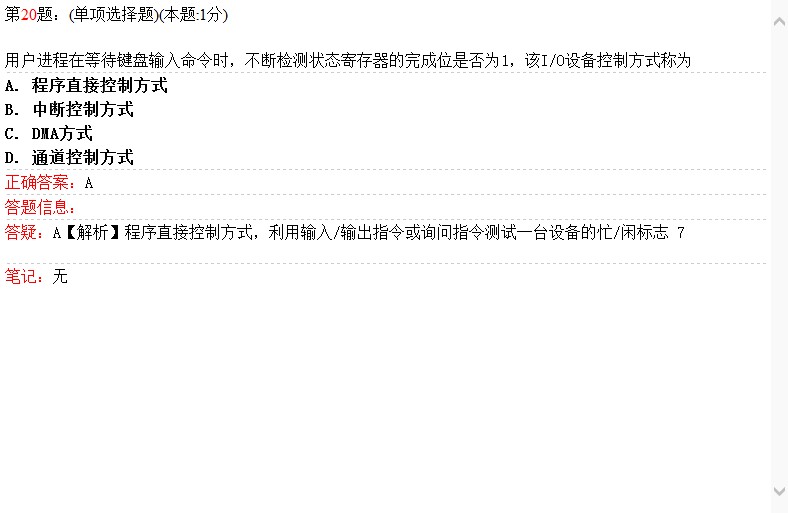 第20题：(单项选择题)(本题:1分)
用户进程在等待键盘输入命令时，不断检测状态寄存器的完成位是否为1，该I/O设备控制方式称为
A. 程序直接控制方式
B. 中断控制方式
C. DMA方式
D. 通道控制方式
正确答案：A
答题信息：
答疑：A【解析】程序直接控制方式，利用输入/输出指令或询问指令测试一台设备的忙/闲标志 7
笔记：无